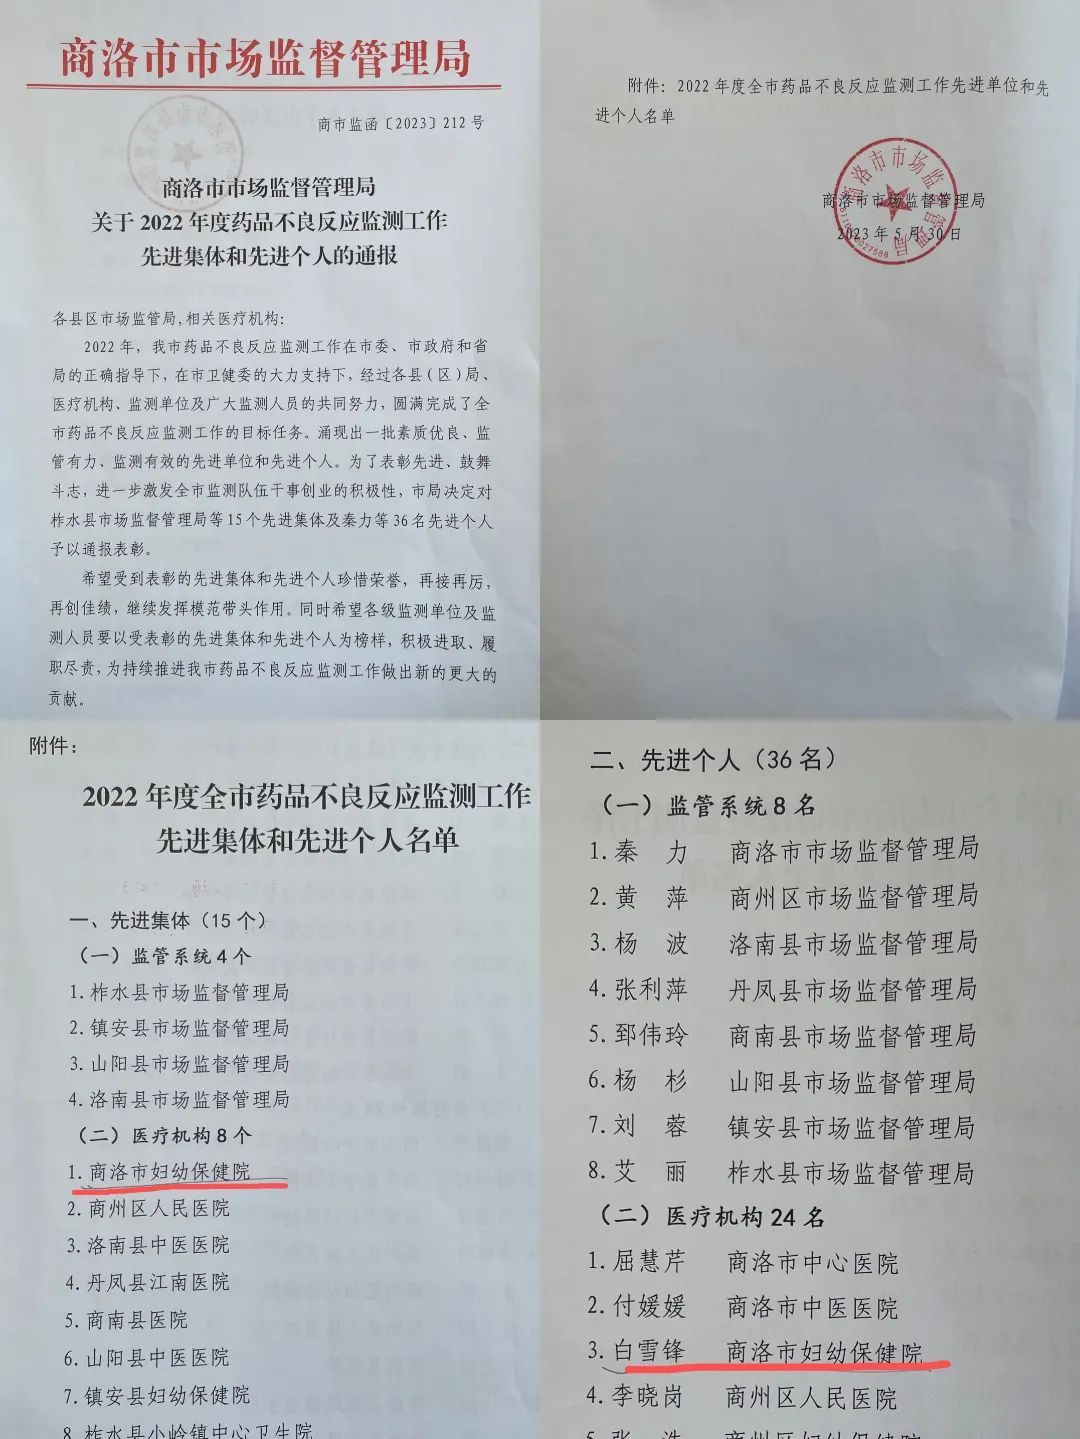 商洛市市场监督管理局
商市监函〔2023〕212号
商洛市市场监督管理局
关于2022年度药品不良反应监测工作
先进集体和先进个人的通报
各县区市场监管局,相关医疗机构:
2022年，我市药品不良反应监测工作在市委、市政府和省
局的正确指导下，在市卫健委的大力支持下，经过各县(区)局、
医疗机构、监测单位及广大监测人员的共同努力，圆满完成了全
市药品不良反应监测工作的目标任务。涌现出一批素质优良、监
管有力、监测有效的先进单位和先进个人。为了表彰先进、鼓舞
斗志，进一步激发全市监测队伍干事创业的积极性，市局决定对
柞水县市场监督管理局等15个先进集体及秦力等36名先进个人
予以通报表彰。
希望受到表彰的先进集体和先进个人珍惜荣誉，再接再厉，
再创佳绩，继续发挥模范带头作用。同时希望各级监测单位及监
测人员要以受表彰的先进集体和先进个人为榜样，积极进取、履
职尽责，为持续推进我市药品不良反应监测工作做出新的更大的
贡献。
附件：2022年度全市药品不良反应监测工作先进单位和先
进个人名单
商洛市市场监督管理局
商洛市市场监督管理局
2023年5月30日
附件：
2022年度全市药品不良反应监测工作
先进集体和先进个人名单
一、先进集体（15个）
（一）监管系统4个
1.柞水县市场监督管理局
2.镇安县市场监督管理局
3.山阳县市场监督管理局
4.洛南县市场监督管理局
（二）医疗机构8个
1.商洛市妇幼保健院
2.商州区人民医院
3.洛南县中医医院
4.丹凤县江南医院
5.商南县医院
6.山阳县中医医院
7.镇安县妇幼保健院
8.柞水县小岭镇中心卫生院
二、先进个人（36名）
（一）监管系统8名
1.秦 力 商洛市市场监督管理局
2.黄 萍 商州区市场监督管理局
3.杨 波 洛南县市场监督管理局
4.张利萍 丹凤县市场监督管理局
5.郅伟玲 商南县市场监督管理局
6.杨 杉 山阳县市场监督管理局
7.刘 蓉 镇安县市场监督管理局
8.艾 丽 柞水县市场监督管理局
（二）医疗机构24名
1.屈慧芹 商洛市中心医院
2.付媛媛 商洛市中医医院
3.白雪锋 商洛市妇幼保健院
4.李晓岗 商州区人民医院